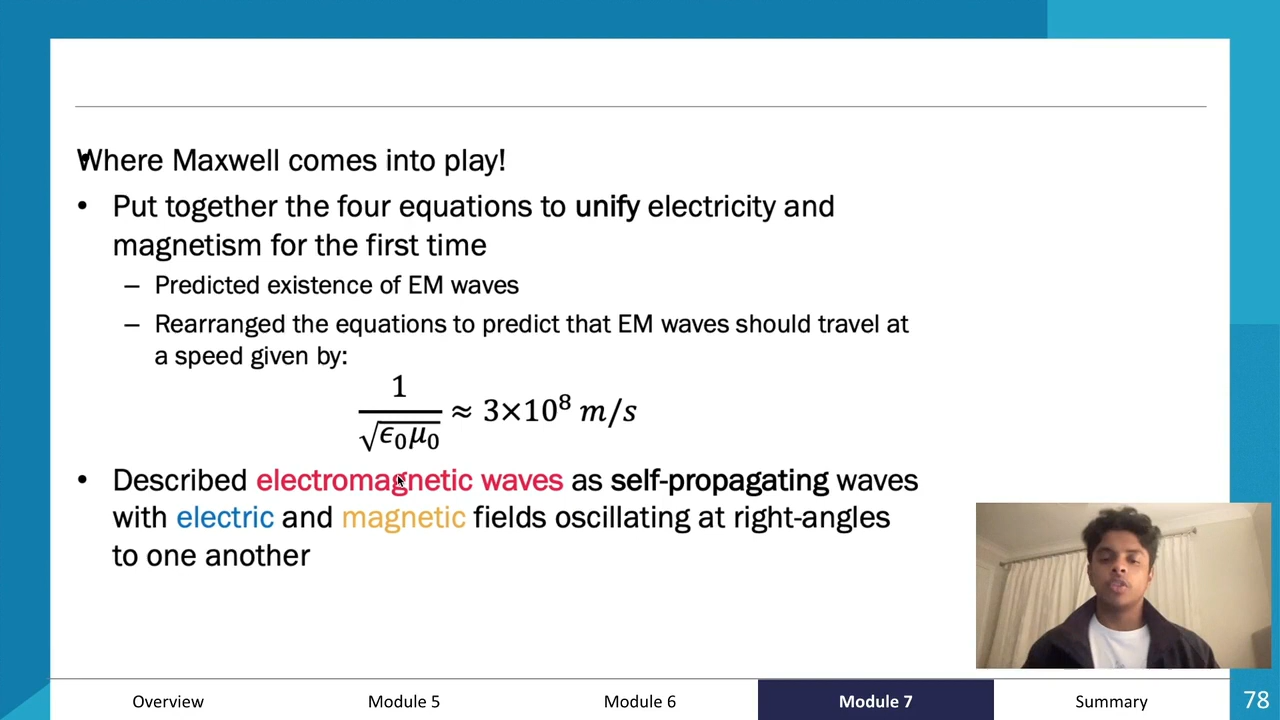 • Where Maxwell comes into play!
• Put together the four equations to unify electricity and
magnetism for the first time
– Predicted existence of EM waves
– Rearranged the equations to predict that EM waves should travel at
a speed given by:
1/√ϵ₀μ₀ ≈ 3×10⁸ m/s
• Described electromagnetic waves as self-propagating waves
with electric and magnetic fields oscillating at right-angles
to one another
Overview Module 5 Module 6 Module 7 Summary 78